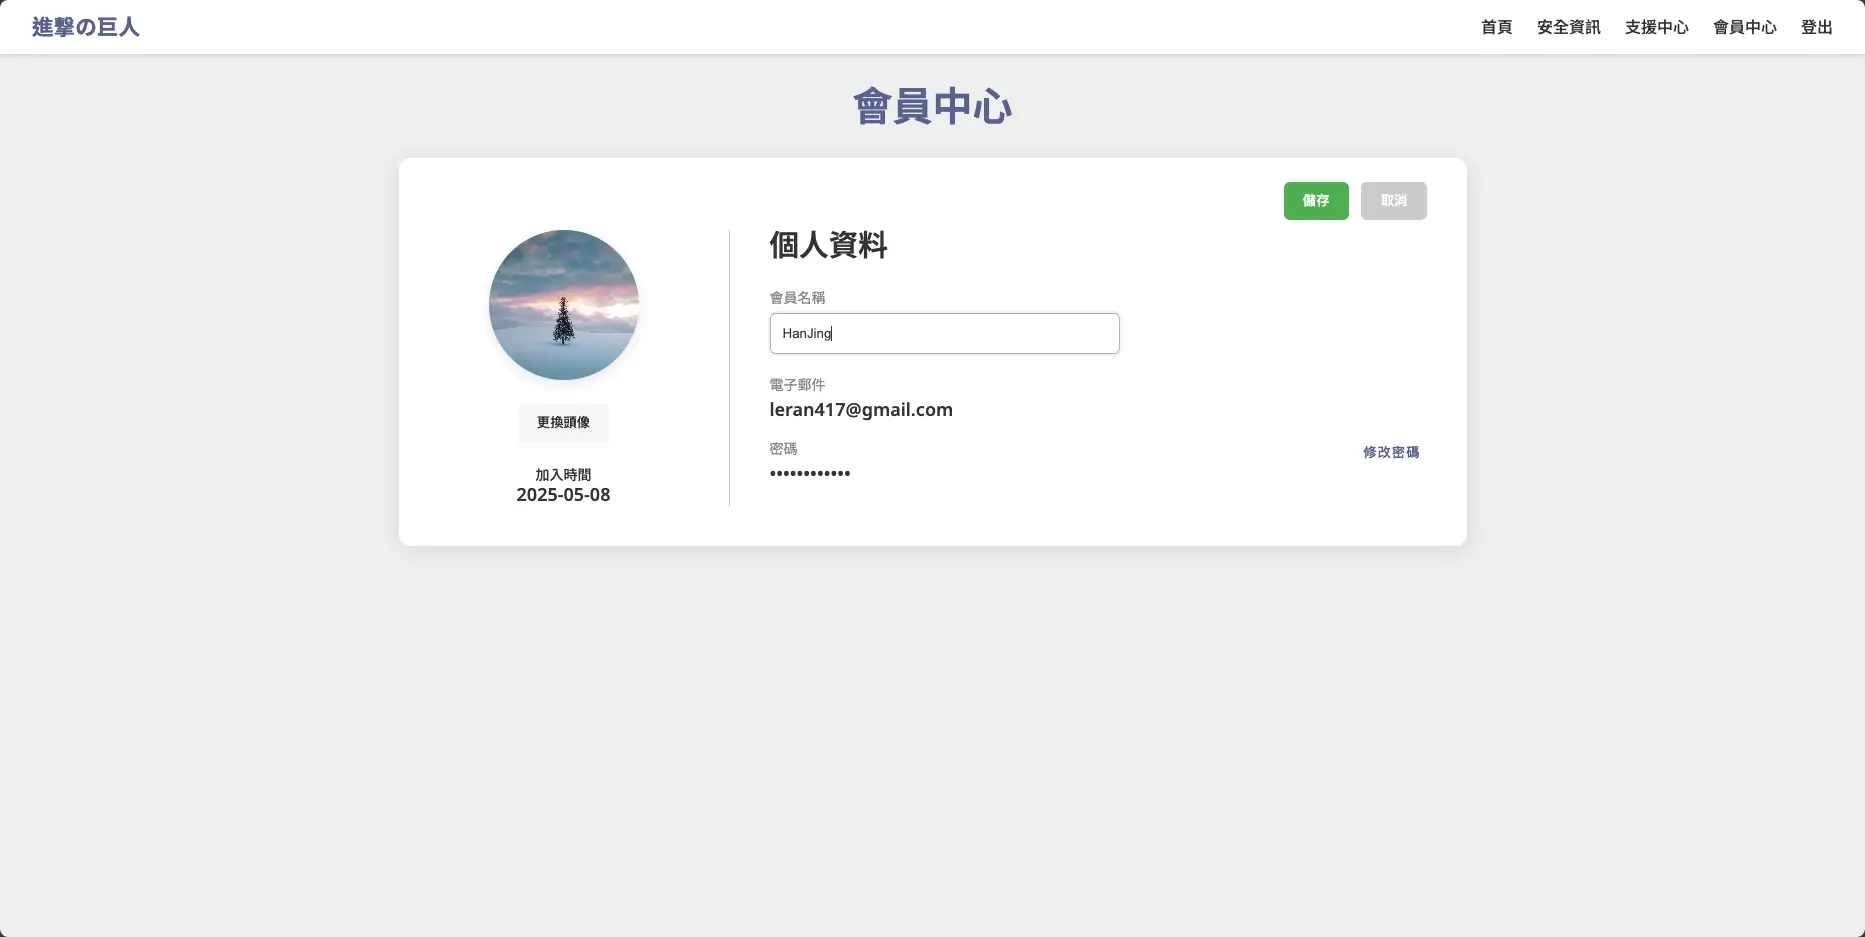 進撃の巨人
首頁 安全資訊 支援中心 會員中心 登出
會員中心
儲存 取消
個人資料
會員名稱
HanJing
電子郵件
leran417@gmail.com
密碼
••••••••••••
修改密碼
更換頭像
加入時間
2025-05-08